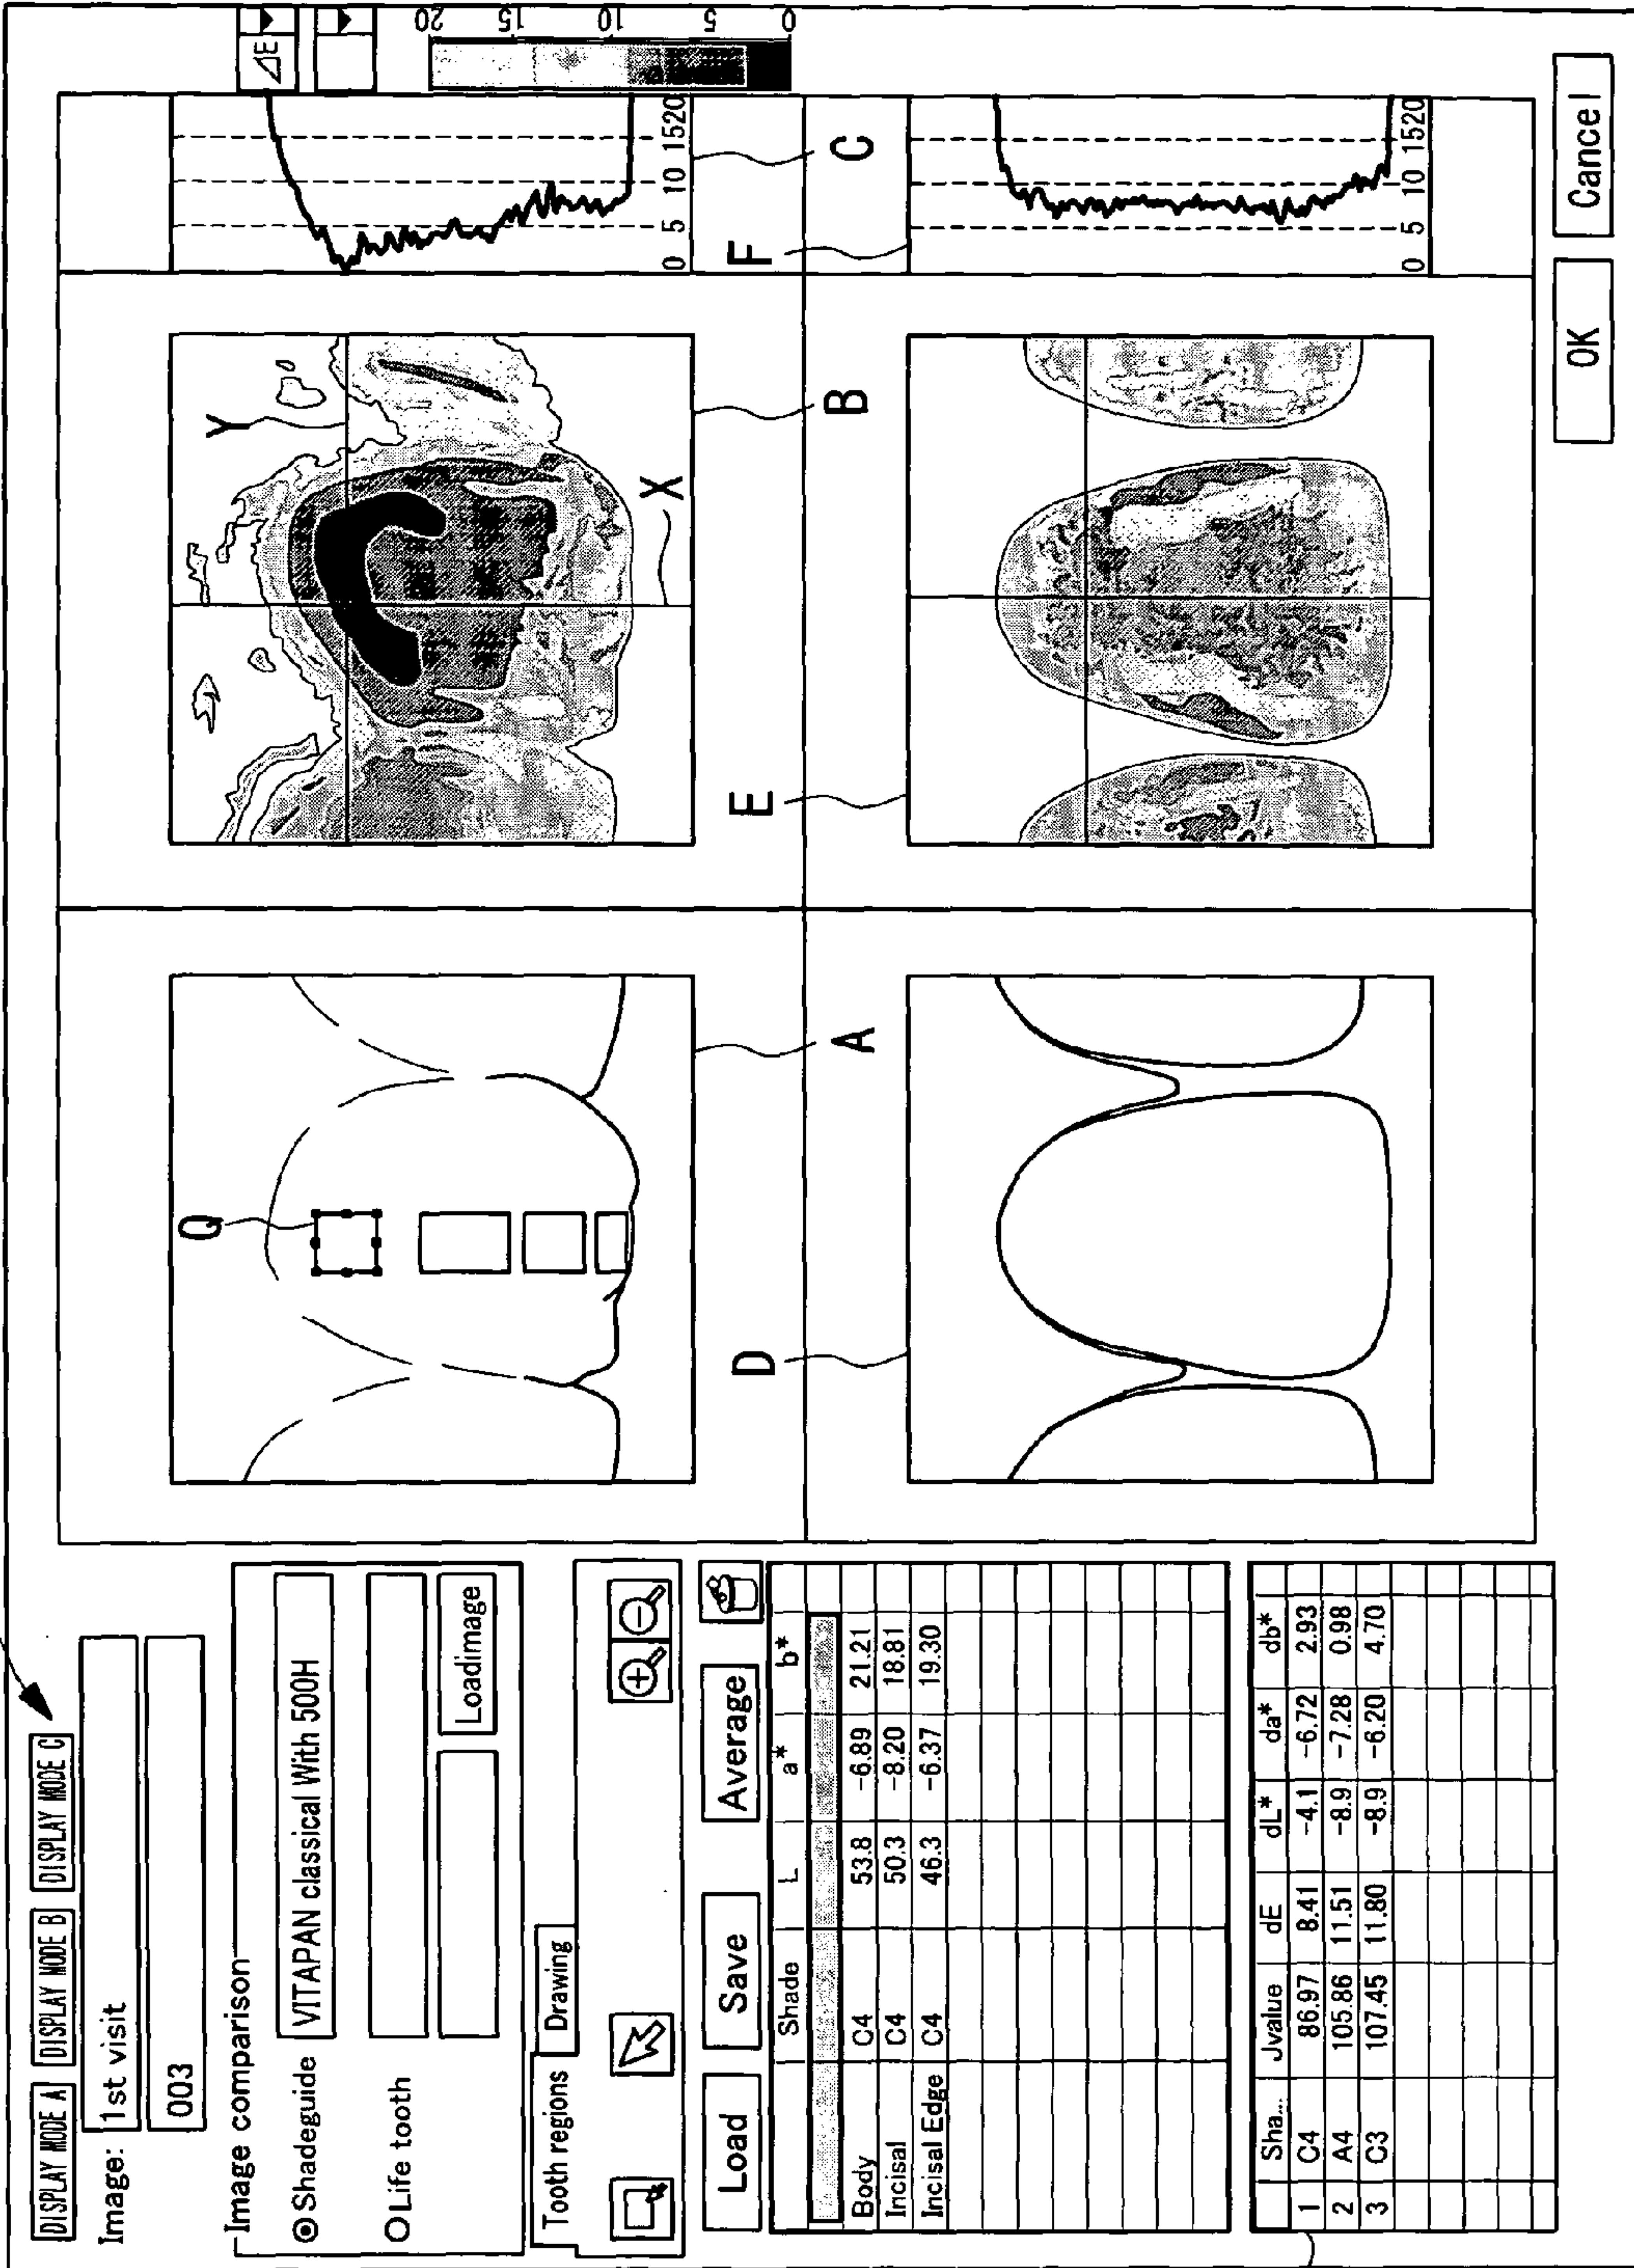 DISPLAY MODE A DISPLAY MODE B DISPLAY MODE C
Image: 1st visit
003
Image comparison
Shadeguide VITAPAN classical With 500H
Life tooth
Loadimage
Tooth regions Drawing
Load Save Average
Shade L a* b*
Body C4 53.8 -6.89 21.21
Incisal C4 50.3 -8.20 18.81
Incisal Edge C4 46.3 -6.37 19.30
Sha... Jvalue dE dL* da* db*
1 C4 86.97 8.41 -4.1 -6.72 2.93
2 A4 105.86 11.51 -8.9 -7.28 0.98
3 C3 107.45 11.80 -8.9 -6.20 4.70
Q
A
Y
X
B
0 5 10 1520
C
⊿E
20
15
10
5
0
D
E
F
0 5 10 1520
OK Cancel